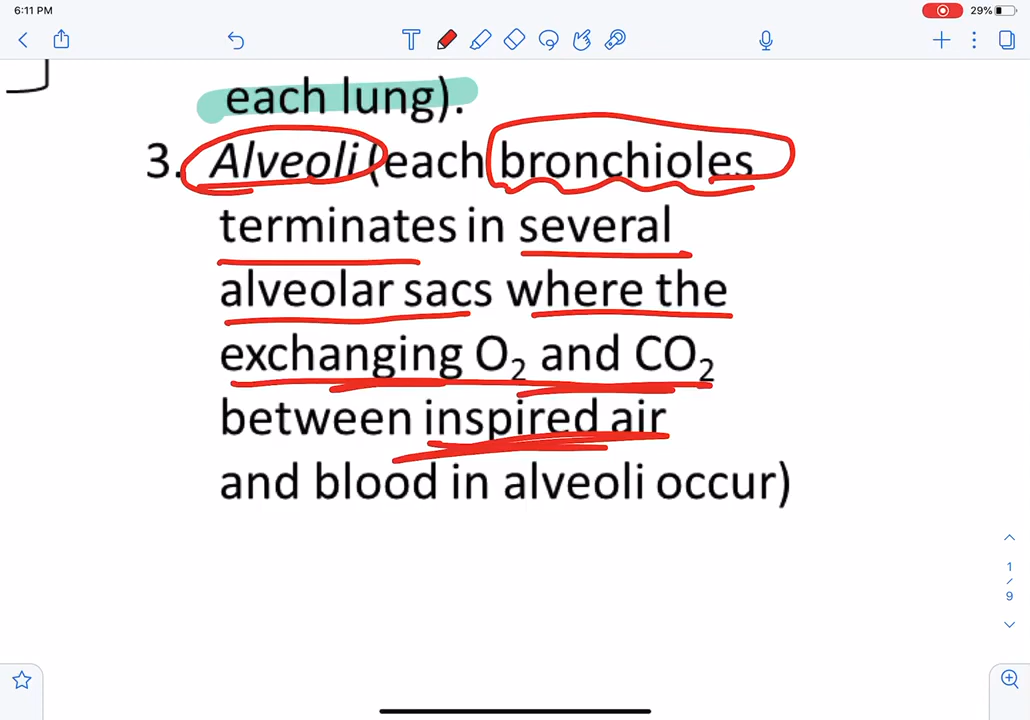 6:11 PM
29%
each lung).
3. Alveoli (each bronchioles
terminates in several
alveolar sacs where the
exchanging O₂ and CO₂
between inspired air
and blood in alveoli occur)
1
/
9